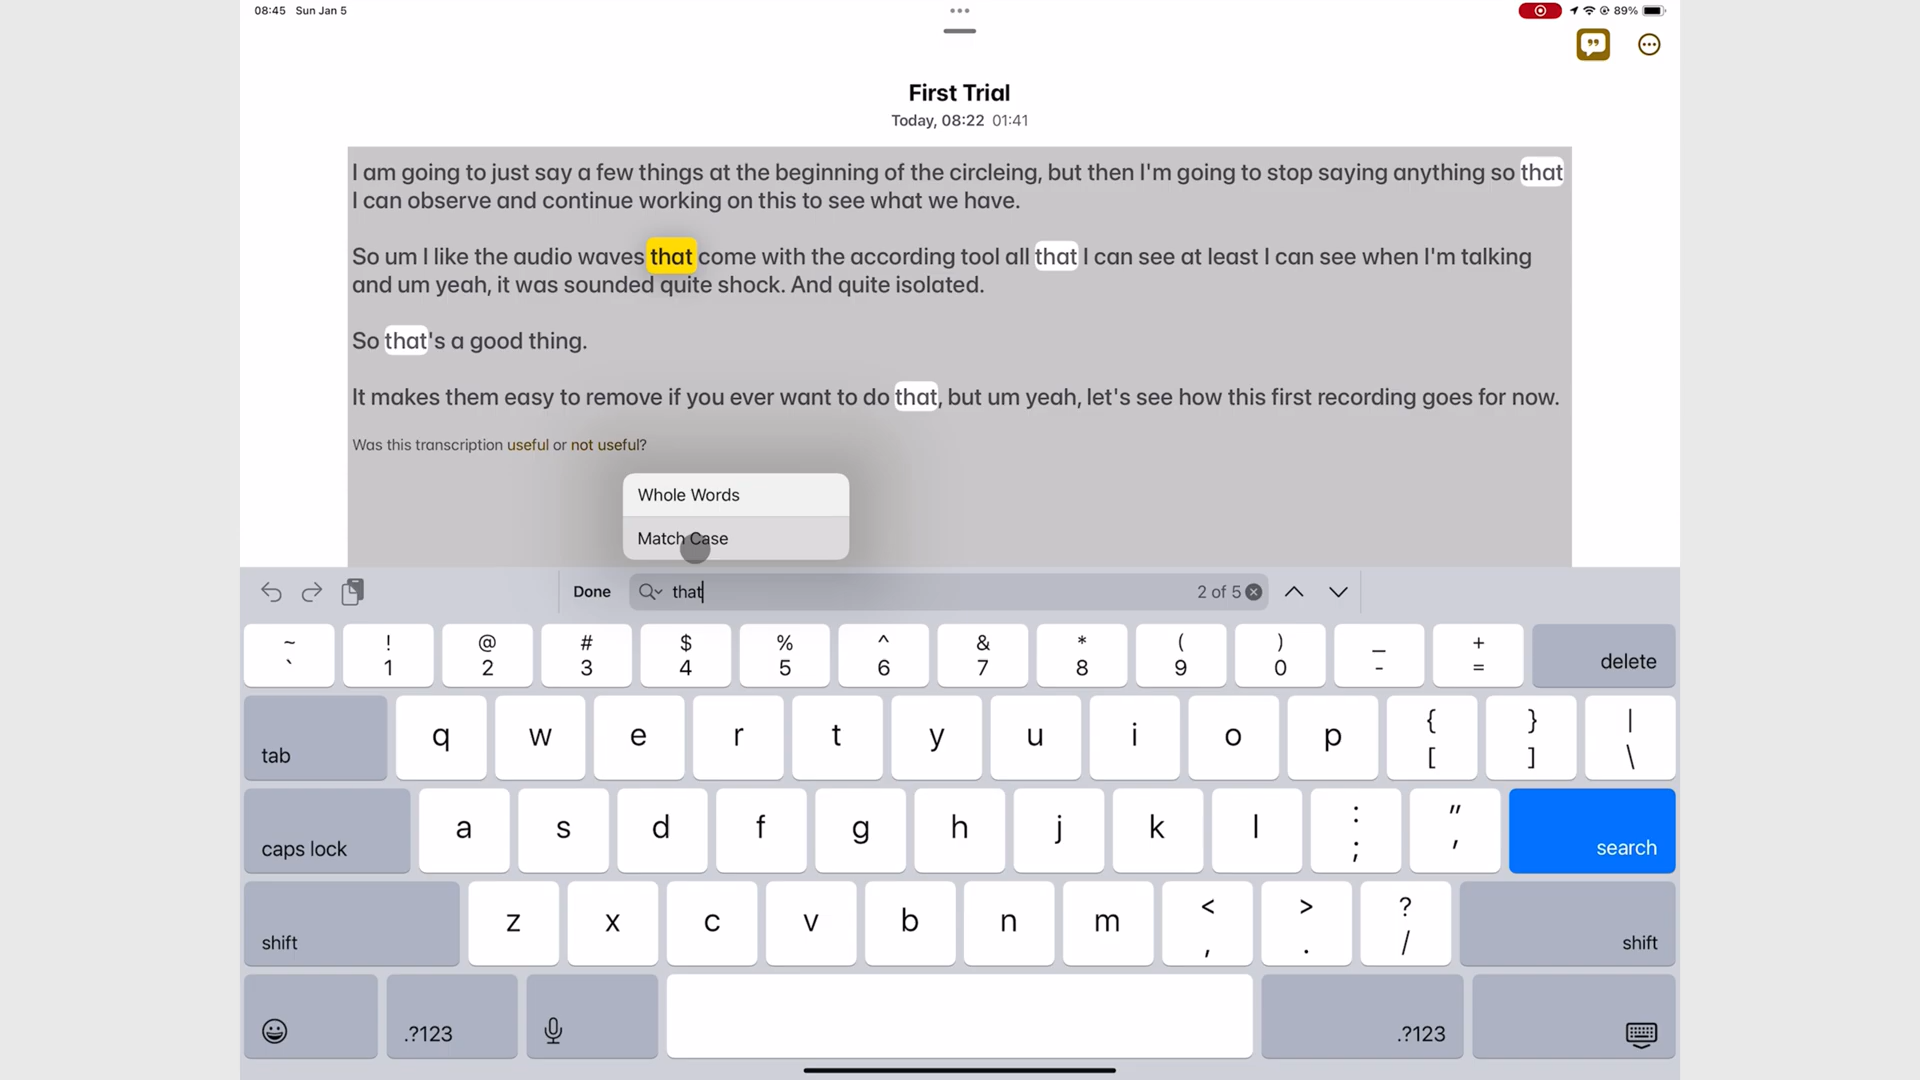 08:45 Sun Jan 5
89%
First Trial
Today, 08:22 01:41
I am going to just say a few things at the beginning of the circleing, but then I'm going to stop saying anything so that
I can observe and continue working on this to see what we have.
So um I like the audio waves that come with the according tool all that I can see at least I can see when I'm talking
and um yeah, it was sounded quite shock. And quite isolated.
So that's a good thing.
It makes them easy to remove if you ever want to do that, but um yeah, let's see how this first recording goes for now.
Was this transcription useful or not useful?
Whole Words
Match Case
Done that 2 of 5
~ ! @ # $ % ^ & * ( ) _ +
` 1 2 3 4 5 6 7 8 9 0 - = delete
tab q w e r t y u i o p { [ } ] | \
caps lock a s d f g h j k l : ; " ' search
shift z x c v b n m < , > . ? / shift
.?123 .?123